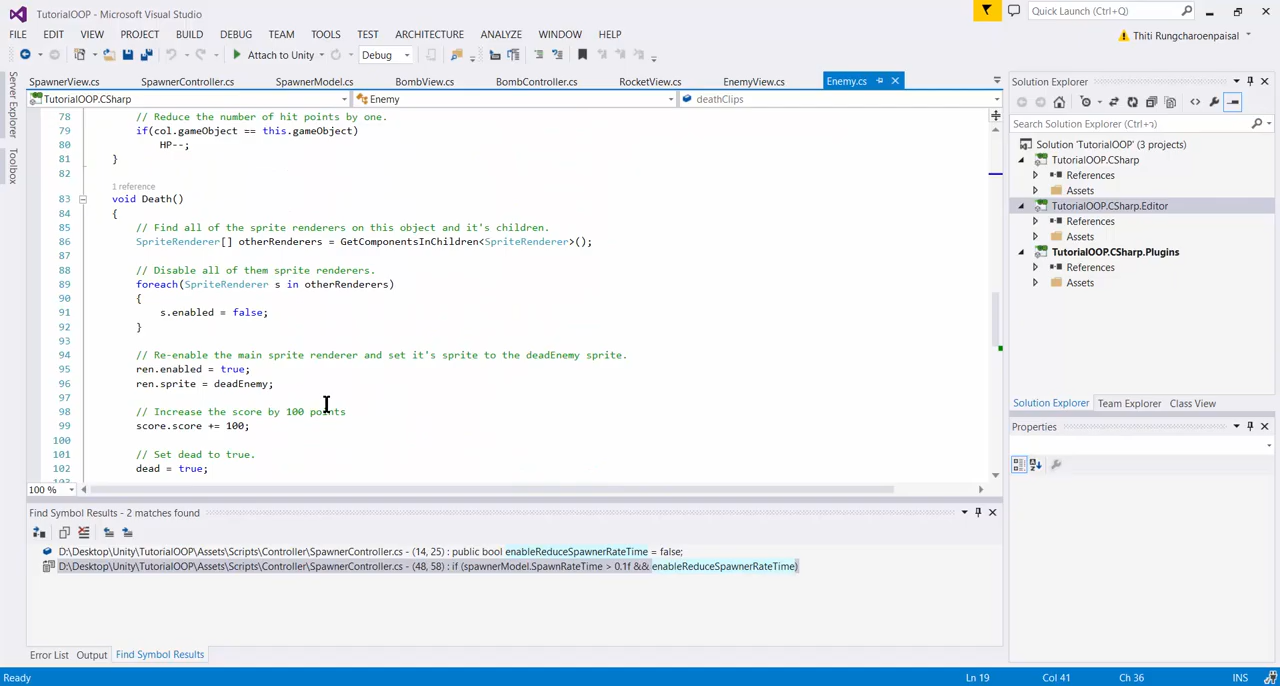 TutorialOOP - Microsoft Visual Studio
Quick Launch (Ctrl+Q)
FILE EDIT VIEW PROJECT BUILD DEBUG TEAM TOOLS TEST ARCHITECTURE ANALYZE WINDOW HELP
Thiti Rungcharoenpaisal
Attach to Unity Debug
Server Explorer
Toolbox
SpawnerView.cs SpawnerController.cs SpawnerModel.cs BombView.cs BombController.cs RocketView.cs EnemyView.cs Enemy.cs
TutorialOOP.CSharp Enemy deathClips
78 // Reduce the number of hit points by one.
79 if(col.gameObject == this.gameObject)
80 HP--;
81 }
82
1 reference
83 void Death()
84 {
85 // Find all of the sprite renderers on this object and it's children.
86 SpriteRenderer[] otherRenderers = GetComponentsInChildren<SpriteRenderer>();
87
88 // Disable all of them sprite renderers.
89 foreach(SpriteRenderer s in otherRenderers)
90 {
91 s.enabled = false;
92 }
93
94 // Re-enable the main sprite renderer and set it's sprite to the deadEnemy sprite.
95 ren.enabled = true;
96 ren.sprite = deadEnemy;
97
98 // Increase the score by 100 points
99 score.score += 100;
100
101 // Set dead to true.
102 dead = true;
100 %
Solution Explorer
Search Solution Explorer (Ctrl+ว)
Solution 'TutorialOOP' (3 projects)
TutorialOOP.CSharp
References
Assets
TutorialOOP.CSharp.Editor
References
Assets
TutorialOOP.CSharp.Plugins
References
Assets
Solution Explorer Team Explorer Class View
Properties
Find Symbol Results - 2 matches found
D:\Desktop\Unity\TutorialOOP\Assets\Scripts\Controller\SpawnerController.cs - (14, 25) : public bool enableReduceSpawnerRateTime = false;
D:\Desktop\Unity\TutorialOOP\Assets\Scripts\Controller\SpawnerController.cs - (48, 58) : if (spawnerModel.SpawnRateTime > 0.1f && enableReduceSpawnerRateTime)
Error List Output Find Symbol Results
Ready Ln 19 Col 41 Ch 36 INS